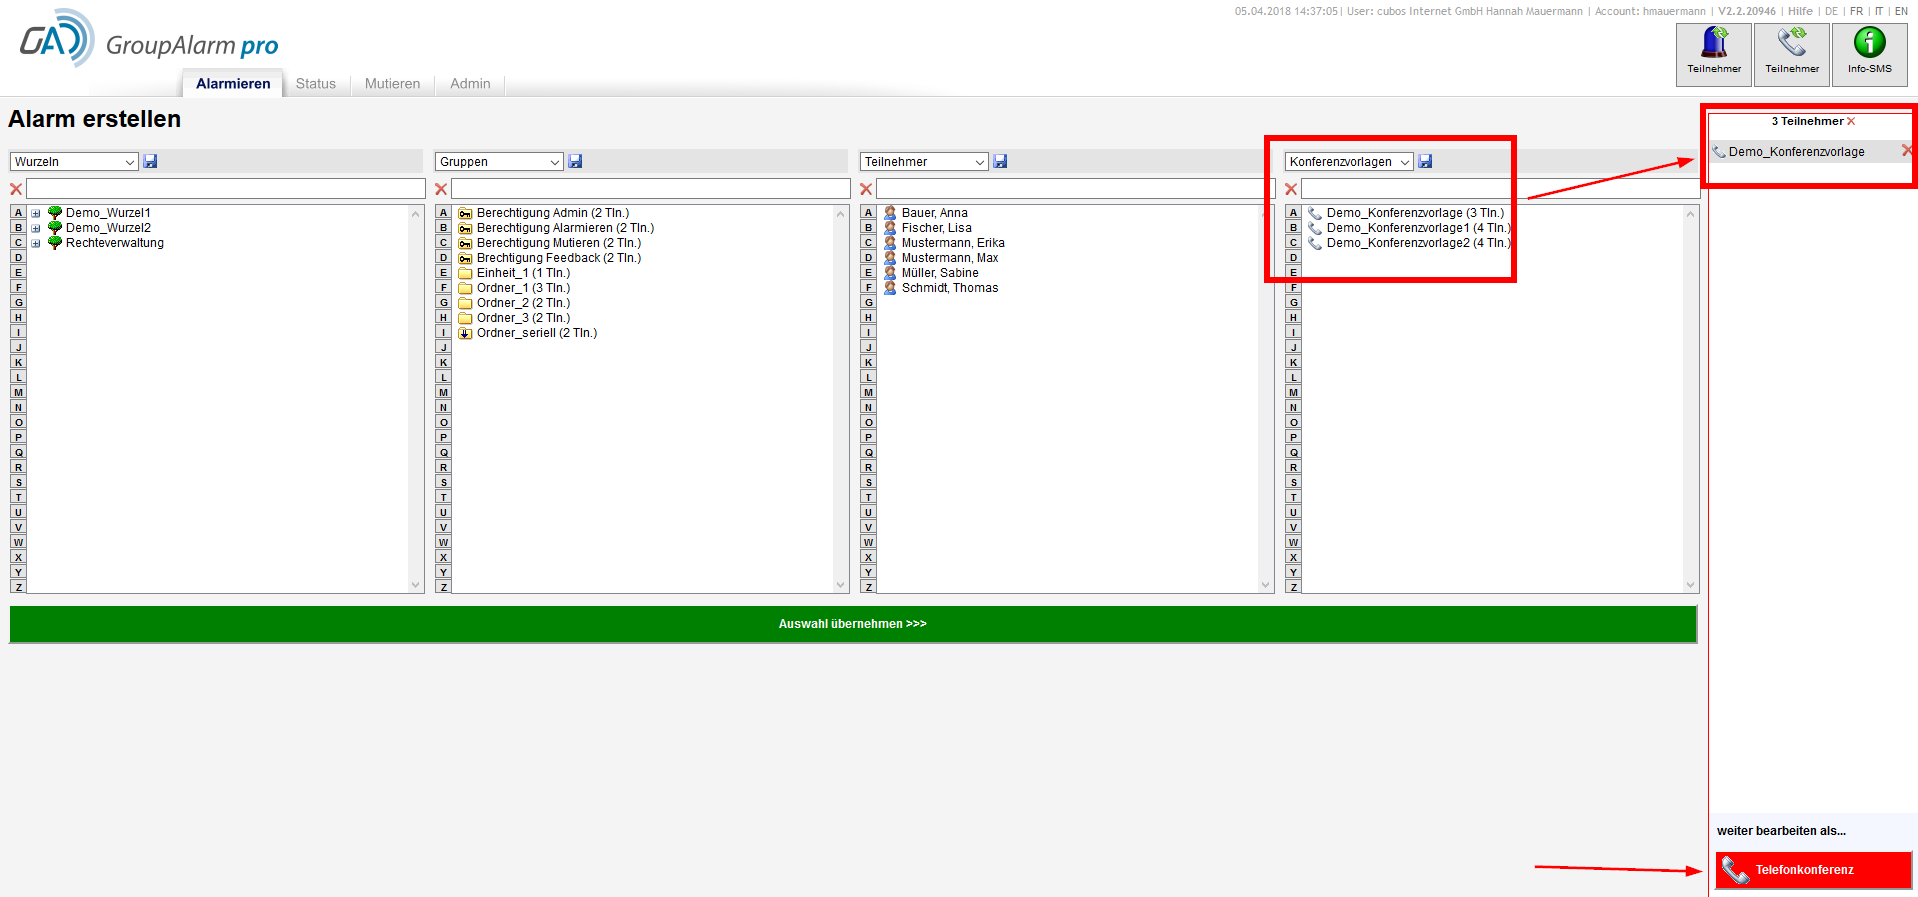 05.04.2018 14:37:05| User: cubos Internet GmbH Hannah Mauermann | Account: hmauermann | V2.2.20946 | Hilfe | DE | FR | IT | EN
GAD GroupAlarm pro
Teilnehmer Teilnehmer Info-SMS
Alarmieren Status Mutieren Admin
Alarm erstellen
Wurzeln
A
B
C
D
E
F
G
H
I
J
K
L
M
N
O
P
Q
R
S
T
U
V
W
X
Y
Z
Demo_Wurzel1
Demo_Wurzel2
Rechteverwaltung
Gruppen
A
B
C
D
E
F
G
H
I
J
K
L
M
N
O
P
Q
R
S
T
U
V
W
X
Y
Z
Berechtigung Admin (2 Tln.)
Berechtigung Alarmieren (2 Tln.)
Berechtigung Mutieren (2 Tln.)
Brechtigung Feedback (2 Tln.)
Einheit_1 (1 Tln.)
Ordner_1 (3 Tln.)
Ordner_2 (2 Tln.)
Ordner_3 (2 Tln.)
Ordner_seriell (2 Tln.)
Teilnehmer
A
B
C
D
E
F
G
H
I
J
K
L
M
N
O
P
Q
R
S
T
U
V
W
X
Y
Z
Bauer, Anna
Fischer, Lisa
Mustermann, Erika
Mustermann, Max
Müller, Sabine
Schmidt, Thomas
Konferenzvorlagen
A
B
C
D
E
F
G
H
I
J
K
L
M
N
O
P
Q
R
S
T
U
V
W
X
Y
Z
Demo_Konferenzvorlage (3 Tln.)
Demo_Konferenzvorlage1 (4 Tln.)
Demo_Konferenzvorlage2 (4 Tln.)
Auswahl übernehmen >>>
3 Teilnehmer
Demo_Konferenzvorlage
weiter bearbeiten als...
Telefonkonferenz